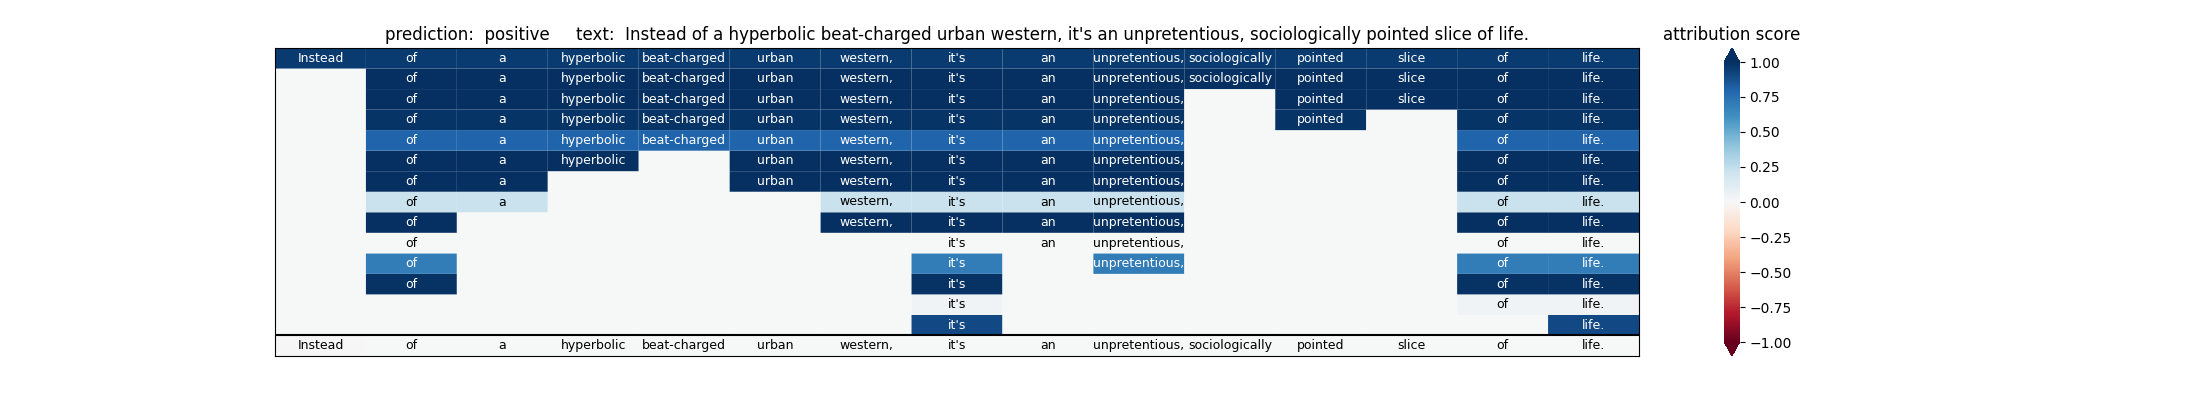 prediction: positive text: Instead of a hyperbolic beat-charged urban western, it's an unpretentious, sociologically pointed slice of life. attribution score
Instead of a hyperbolic beat-charged urban western, it's an unpretentious, sociologically pointed slice of life. 1.00
of a hyperbolic beat-charged urban western, it's an unpretentious, sociologically pointed slice of life.
of a hyperbolic beat-charged urban western, it's an unpretentious, pointed slice of life. 0.75
of a hyperbolic beat-charged urban western, it's an unpretentious, pointed of life.
of a hyperbolic beat-charged urban western, it's an unpretentious, of life. 0.50
of a hyperbolic urban western, it's an unpretentious, of life. 0.25
of a urban western, it's an unpretentious, of life.
of a western, it's an unpretentious, of life. 0.00
of western, it's an unpretentious, of life.
of it's an unpretentious, of life. −0.25
of it's unpretentious, of life. −0.50
of it's of life.
it's of life. −0.75
it's life.
Instead of a hyperbolic beat-charged urban western, it's an unpretentious, sociologically pointed slice of life. −1.00